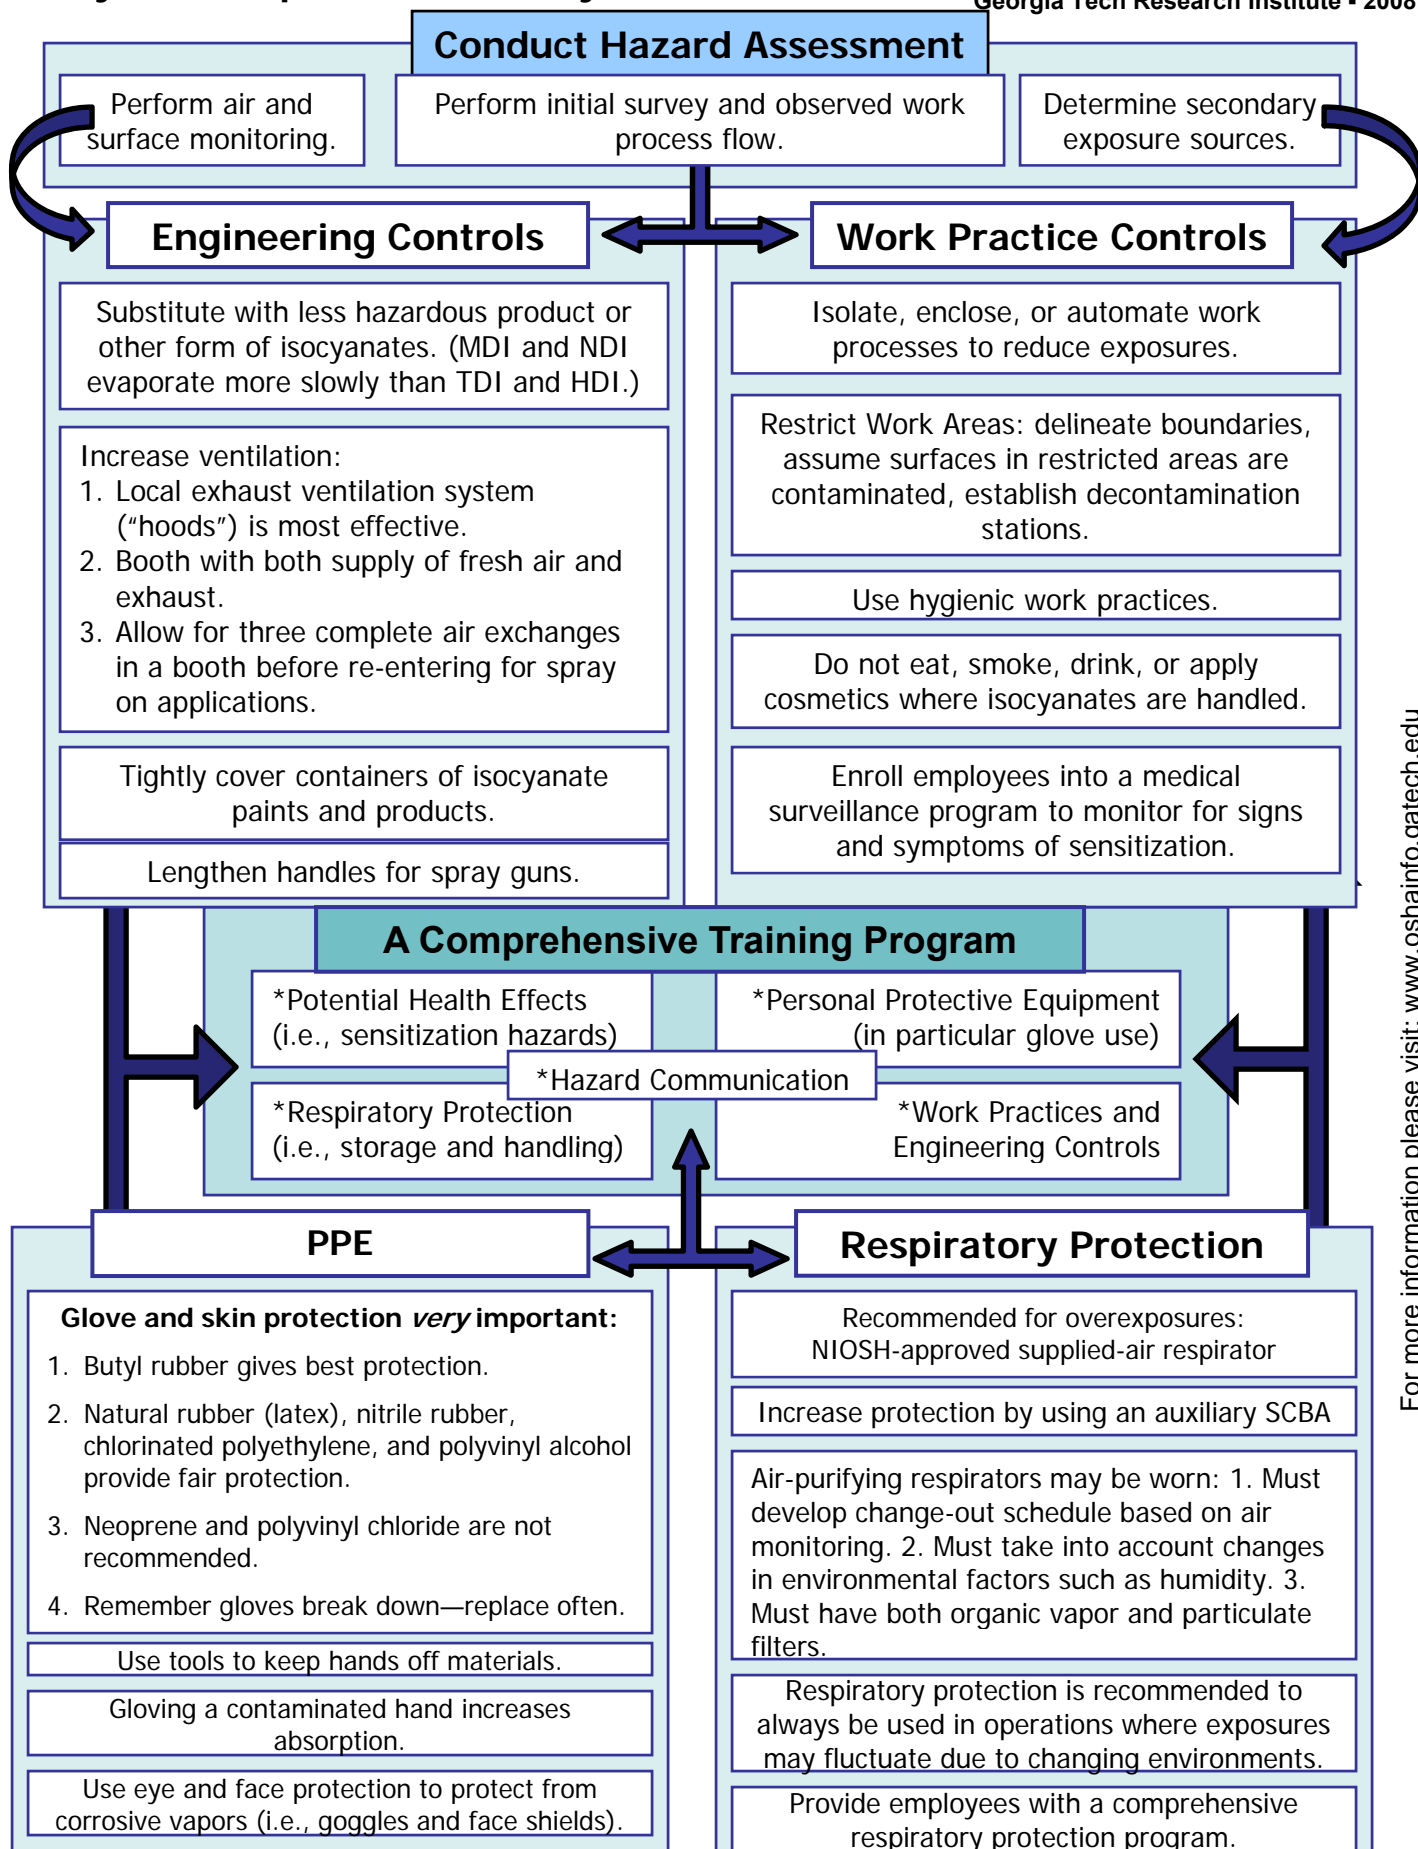 Georgia Tech Research Institute - 2008
Conduct Hazard Assessment
Perform air and
surface monitoring.
Perform initial survey and observed work
process flow.
Determine secondary
exposure sources.
Engineering Controls
Substitute with less hazardous product or
other form of isocyanates. (MDI and NDI
evaporate more slowly than TDI and HDI.)
Increase ventilation:
1. Local exhaust ventilation system
("hoods") is most effective.
2. Booth with both supply of fresh air and
exhaust.
3. Allow for three complete air exchanges
in a booth before re-entering for spray
on applications.
Tightly cover containers of isocyanate
paints and products.
Lengthen handles for spray guns.
Work Practice Controls
Isolate, enclose, or automate work
processes to reduce exposures.
Restrict Work Areas: delineate boundaries,
assume surfaces in restricted areas are
contaminated, establish decontamination
stations.
Use hygienic work practices.
Do not eat, smoke, drink, or apply
cosmetics where isocyanates are handled.
Enroll employees into a medical
surveillance program to monitor for signs
and symptoms of sensitization.
A Comprehensive Training Program
*Potential Health Effects
(i.e., sensitization hazards)
*Personal Protective Equipment
(in particular glove use)
*Hazard Communication
*Respiratory Protection
(i.e., storage and handling)
*Work Practices and
Engineering Controls
PPE
Glove and skin protection very important:
1. Butyl rubber gives best protection.
2. Natural rubber (latex), nitrile rubber,
chlorinated polyethylene, and polyvinyl alcohol
provide fair protection.
3. Neoprene and polyvinyl chloride are not
recommended.
4. Remember gloves break down—replace often.
Use tools to keep hands off materials.
Gloving a contaminated hand increases
absorption.
Use eye and face protection to protect from
corrosive vapors (i.e., goggles and face shields).
Respiratory Protection
Recommended for overexposures:
NIOSH-approved supplied-air respirator
Increase protection by using an auxiliary SCBA
Air-purifying respirators may be worn: 1. Must
develop change-out schedule based on air
monitoring. 2. Must take into account changes
in environmental factors such as humidity. 3.
Must have both organic vapor and particulate
filters.
Respiratory protection is recommended to
always be used in operations where exposures
may fluctuate due to changing environments.
Provide employees with a comprehensive
respiratory protection program.
For more information please visit: www.oshainfo.gatech.edu